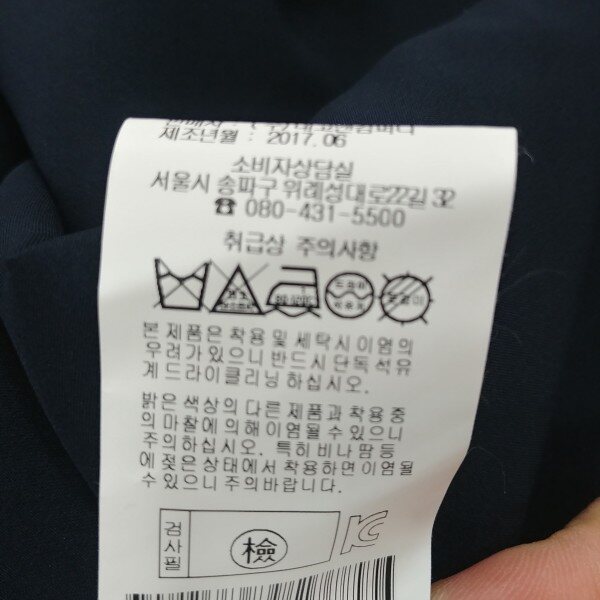 제조년월 : 2017.06
소비자상담실
서울시 송파구 위례성대로22길 32
☎ 080-431-5500
취급상 주의사항
본 제품은 착용 및 세탁시 이염의
우려가 있으니 반드시 단독 석유
계 드라이클리닝 하십시오.
밝은 색상의 다른 제품과 착용 중
의 마찰에 의해 이염될 수 있으니
주의하십시오. 특히 비나 땀 등
에 젖은 상태에서 착용하면 이염될
수 있으니 주의 바랍니다.
검사필
檢